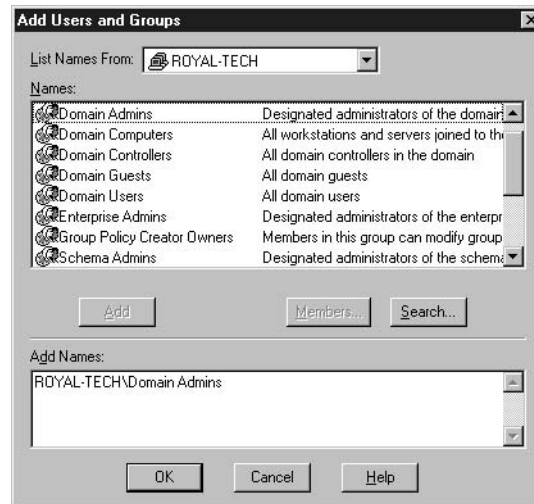 Add Users and Groups
List Names From: ROYAL-TECH
Names:
Domain Admins Designated administrators of the domain
Domain Computers All workstations and servers joined to the
Domain Controllers All domain controllers in the domain
Domain Guests All domain guests
Domain Users All domain users
Enterprise Admins Designated administrators of the enterpr
Group Policy Creator Owners Members in this group can modify group
Schema Admins Designated administrators of the schema
Add Members... Search...
Add Names:
ROYAL-TECH\Domain Admins
OK Cancel Help